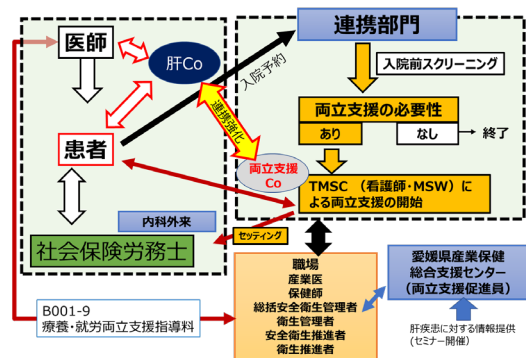 医師
肝Co
患者
内科外来
社会保険労務士
B001-9
療養・就労両立支援指導料
入院予約
連携強化
連携部門
入院前スクリーニング
両立支援の必要性
あり
なし
終了
両立支援
Co
TMSC （看護師・MSW）に
よる両立支援の開始
セッティング
職場
産業医
保健師
総括安全衛生管理者
衛生管理者
安全衛生推進者
衛生推進者
愛媛県産業保健
総合支援センター
（両立支援促進員）
肝疾患に対する情報提供
(セミナー開催）